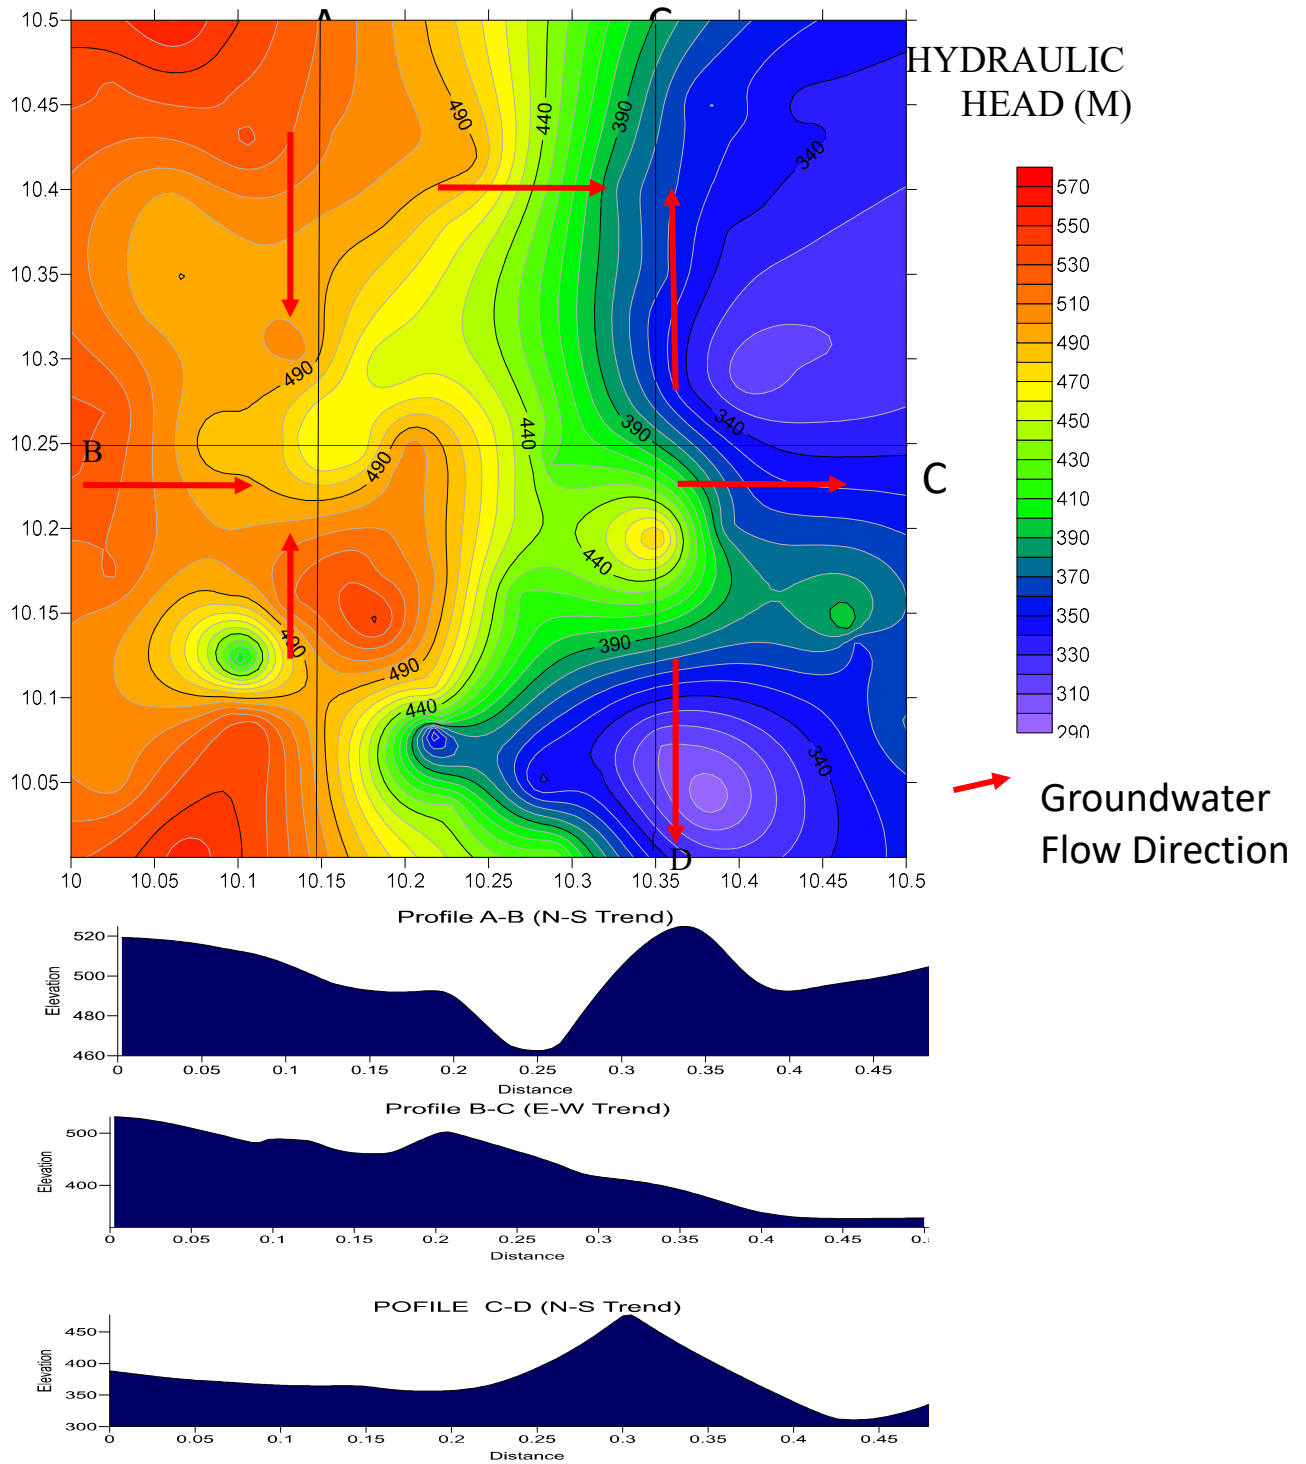 A C
10.5
10.45
10.4
10.35
10.3
10.25
10.2
10.15
10.1
10.05
490
440
390
340
490
440
390
340
490
B
C
440
490
390
490
440
340
D
10 10.05 10.1 10.15 10.2 10.25 10.3 10.35 10.4 10.45 10.5
HYDRAULIC
HEAD (M)
570
550
530
510
490
470
450
430
410
390
370
350
330
310
290
Groundwater
Flow Direction
Profile A-B (N-S Trend)
520
500
480
460
Elevation
0 0.05 0.1 0.15 0.2 0.25 0.3 0.35 0.4 0.45
Distance
Profile B-C (E-W Trend)
500
400
Elevation
0 0.05 0.1 0.15 0.2 0.25 0.3 0.35 0.4 0.45
Distance
POFILE C-D (N-S Trend)
450
400
350
300
Elevation
0 0.05 0.1 0.15 0.2 0.25 0.3 0.35 0.4 0.45
Distance